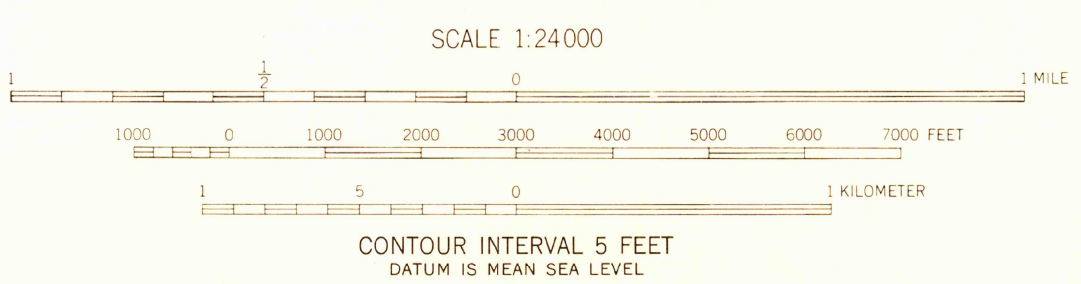 SCALE 1:24000
1 1/2 0 1 MILE
1000 0 1000 2000 3000 4000 5000 6000 7000 FEET
1 5 0 1 KILOMETER
CONTOUR INTERVAL 5 FEET
DATUM IS MEAN SEA LEVEL